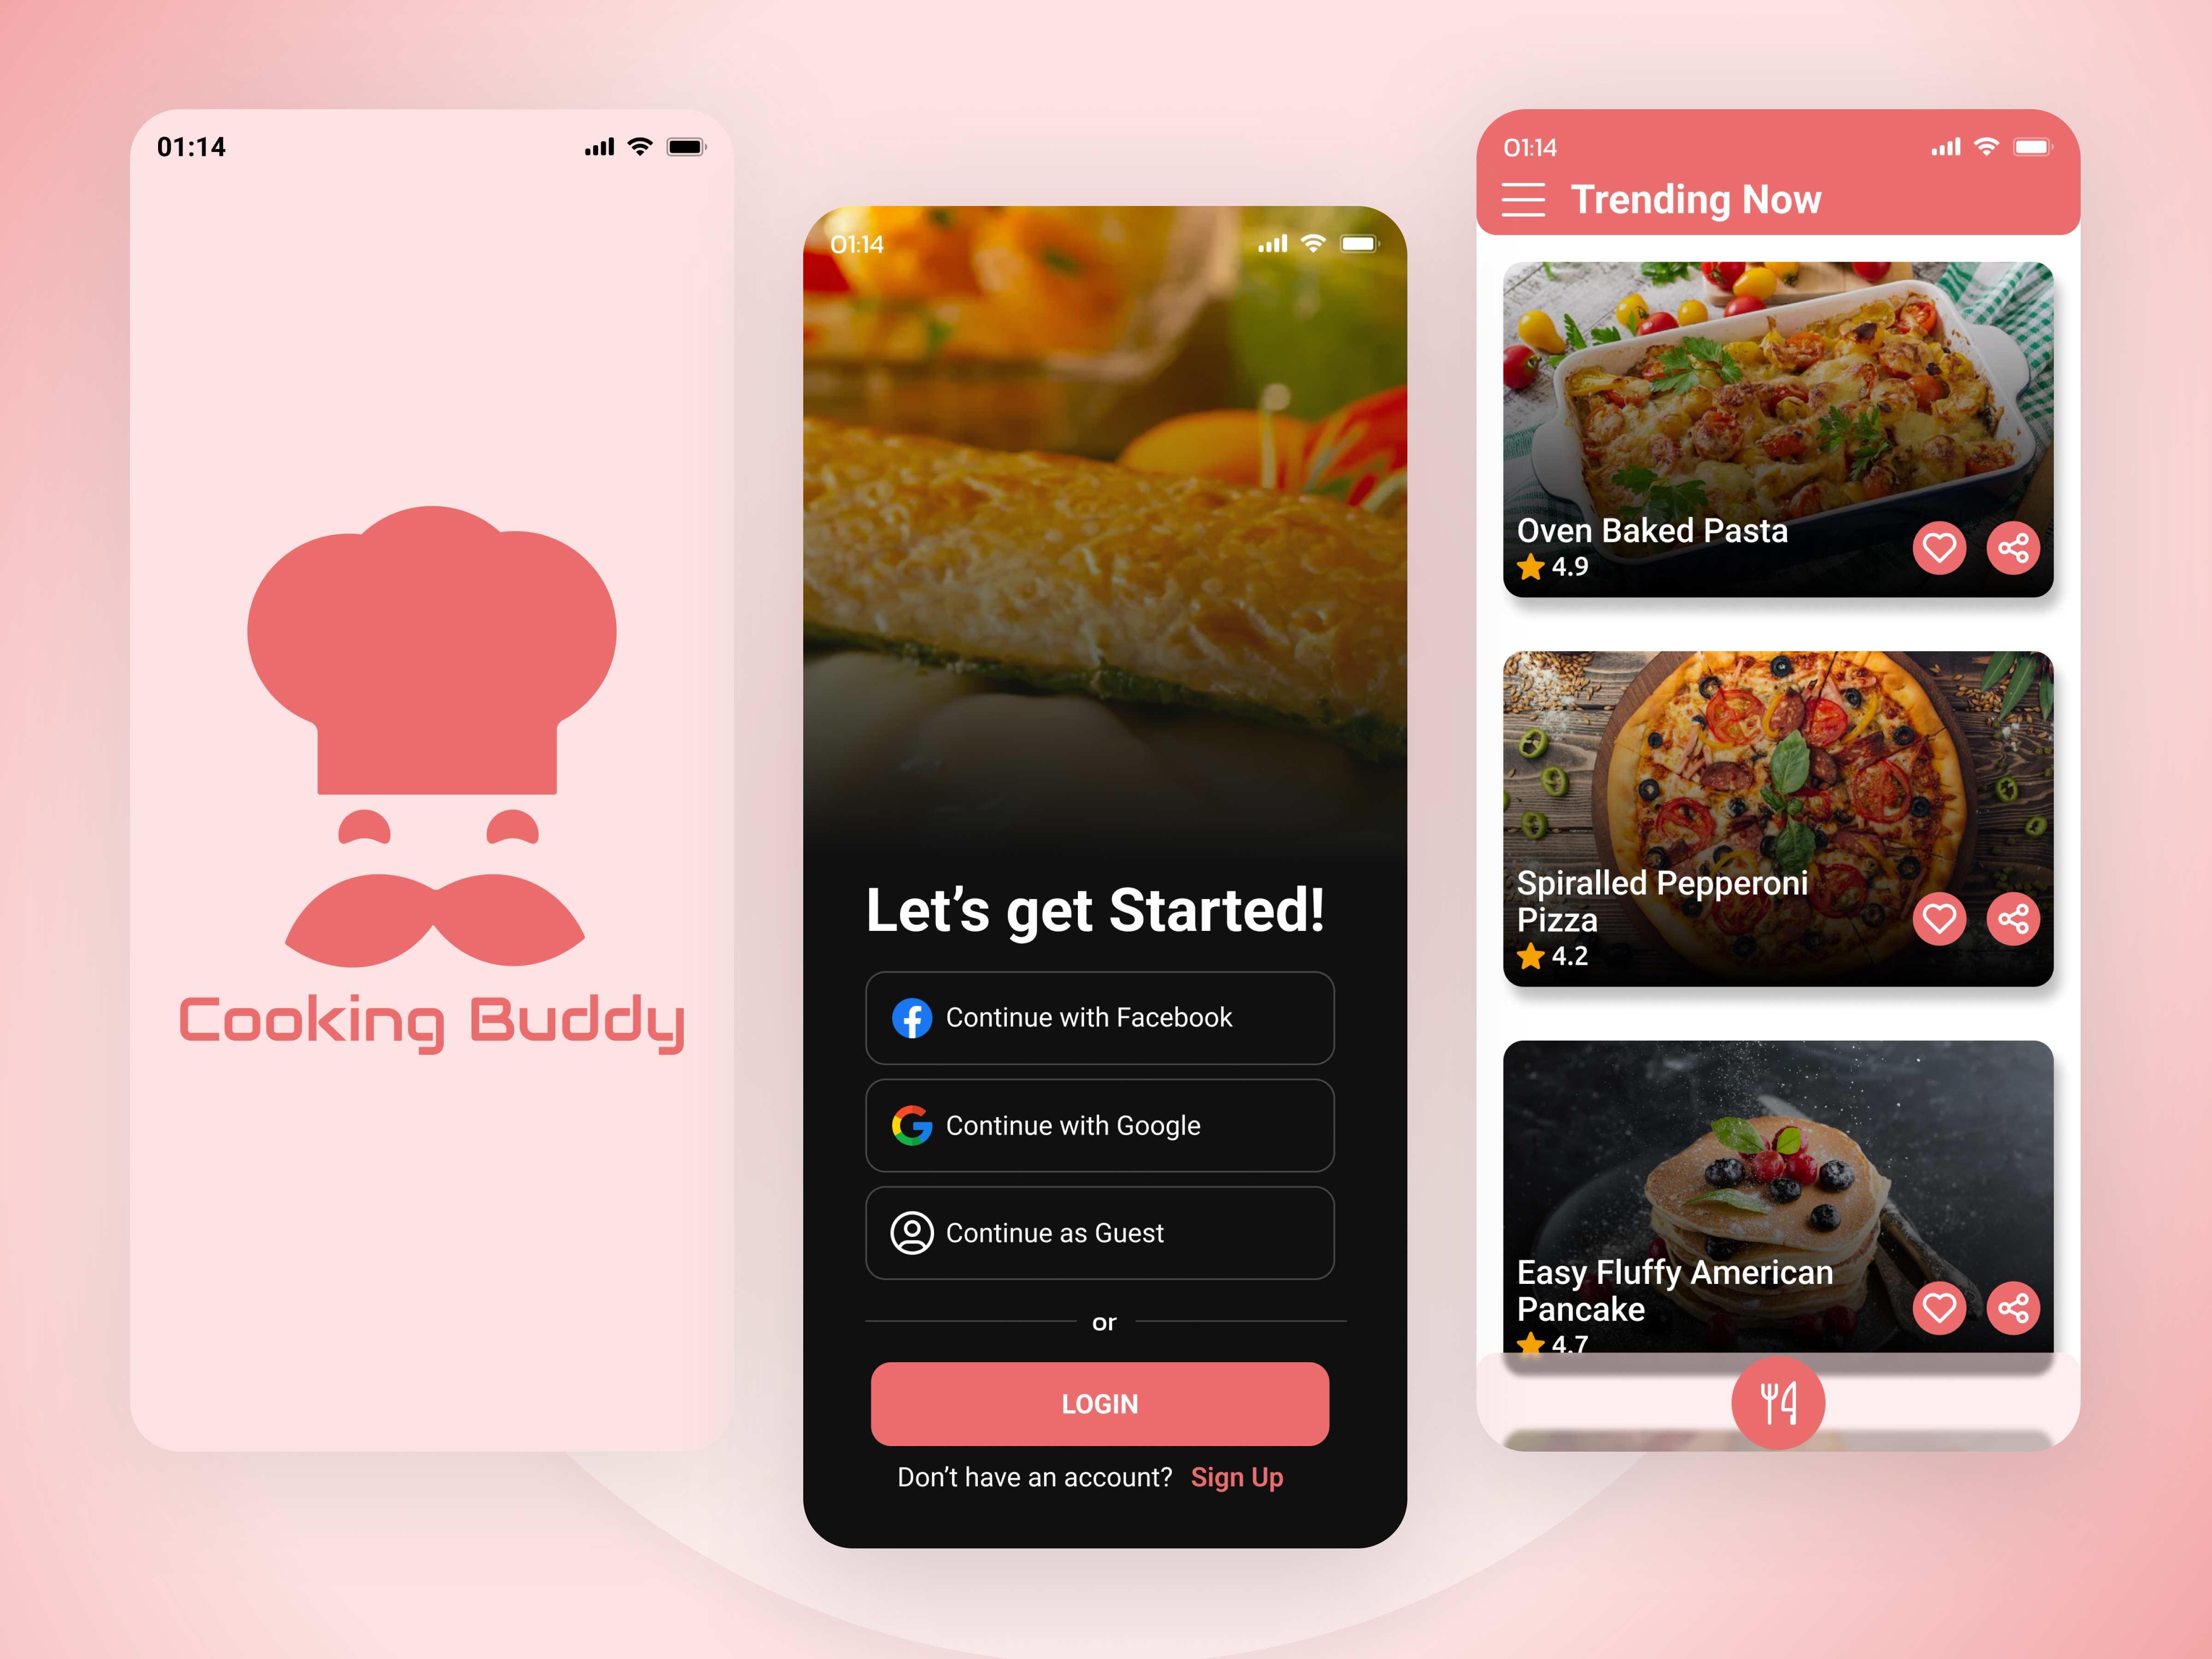 01:14
Cooking Buddy
01:14
Let's get Started!
Continue with Facebook
Continue with Google
Continue as Guest
or
LOGIN
Don't have an account? Sign Up
01:14
Trending Now
Oven Baked Pasta
4.9
Spiralled Pepperoni
Pizza
4.2
Easy Fluffy American
Pancake
4.7